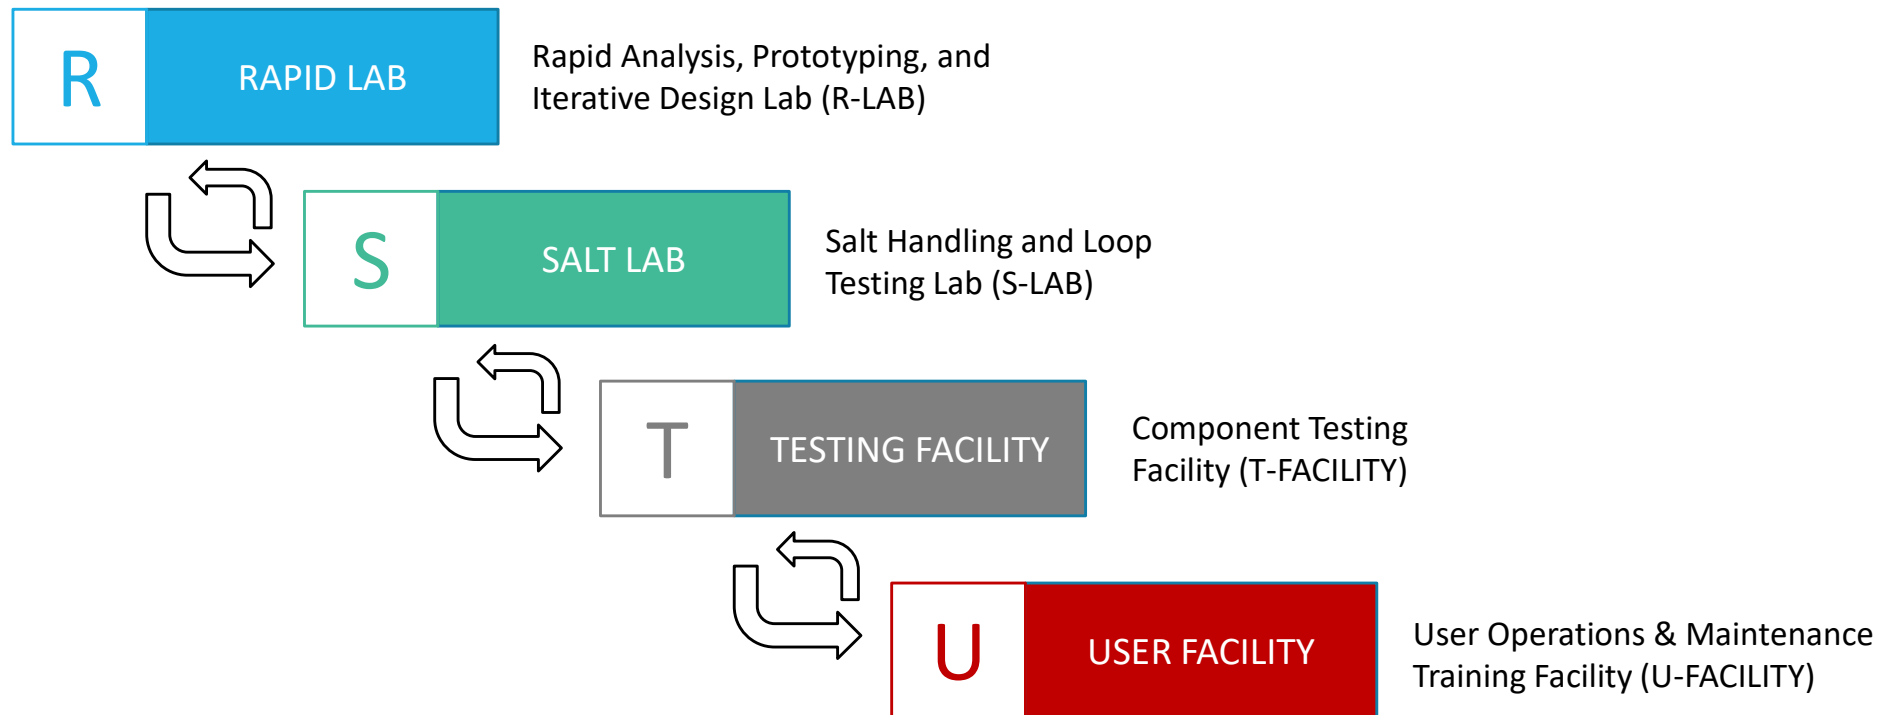 R
RAPID LAB
Rapid Analysis, Prototyping, and
Iterative Design Lab (R-LAB)
S
SALT LAB
Salt Handling and Loop
Testing Lab (S-LAB)
T
TESTING FACILITY
Component Testing
Facility (T-FACILITY)
U
USER FACILITY
User Operations & Maintenance
Training Facility (U-FACILITY)